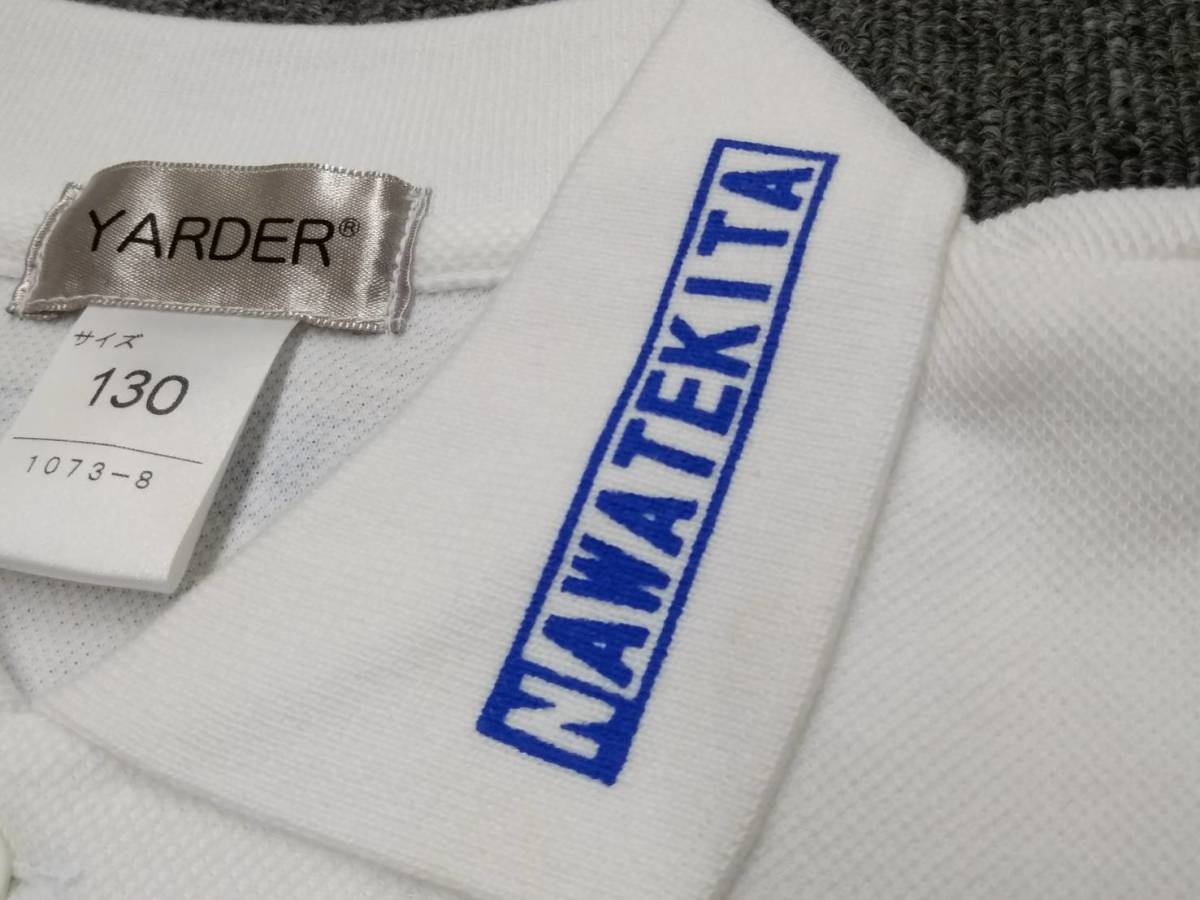 YARDER®
サイズ
130
1073-8
NAWATEKITA